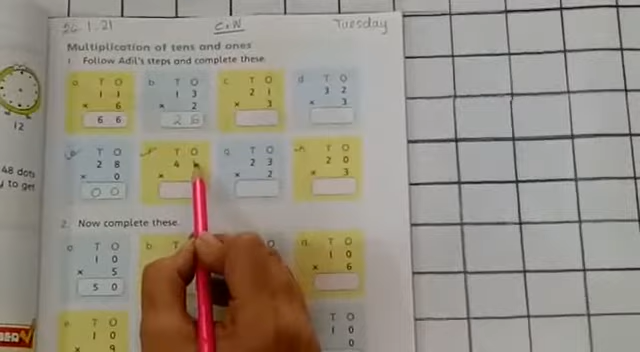 26.1.21 C.W Tuesday
Multiplication of tens and ones
1. Follow Adil's steps and complete these.
a T O b T O c T O d T O
1 1 1 3 2 1 3 2
× 6 × 2 × 3 × 3
6 6 2 6
e T O f T O g T O h T O
2 8 4 2 3 2 0
× 0 × × 2 × 3
0 0
12
48 dots
y to get
2. Now complete these.
a T O b T O d T O
1 0 1 0
× 5 × 6
5 0
e T O T O
1 0 1 0
× 9 0